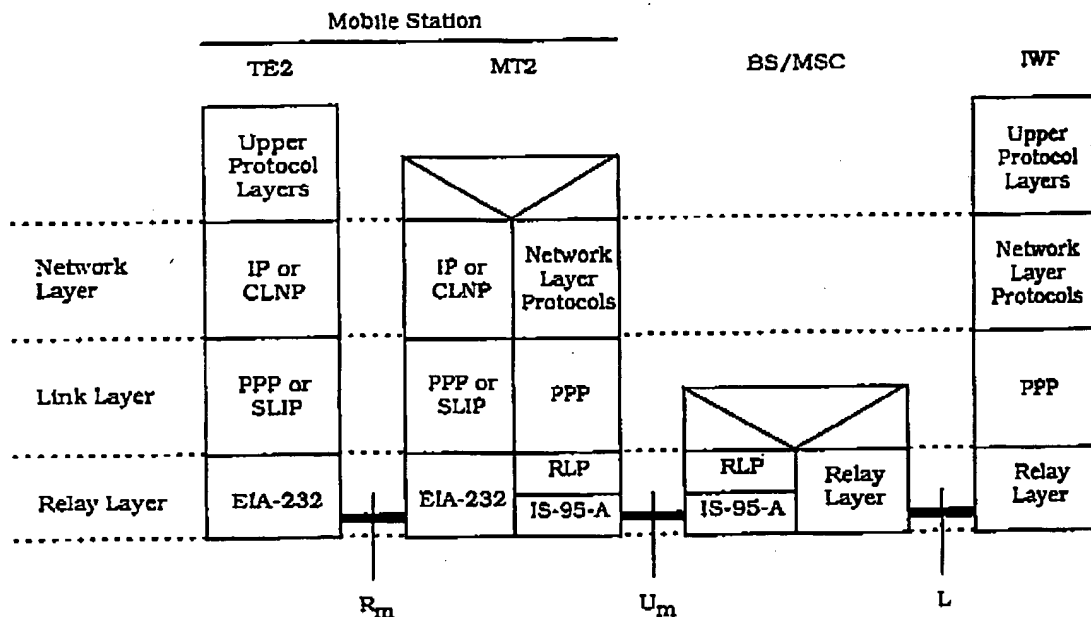 Mobile Station
TE2 MT2 BS/MSC IWF
Upper
Protocol
Layers
Upper
Protocol
Layers
Network
Layer
IP or
CLNP
IP or
CLNP
Network
Layer
Protocols
Network
Layer
Protocols
Link Layer
PPP or
SLIP
PPP or
SLIP
PPP
PPP
Relay Layer
EIA-232
EIA-232
RLP
IS-95-A
RLP
IS-95-A
Relay
Layer
Relay
Layer
Rm Um L